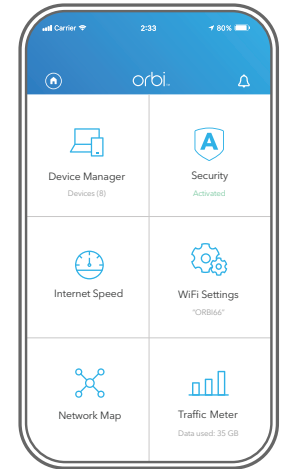 Carrier 2:33 80%
orbi
Device Manager
Devices (8)
A
Security
Activated
Internet Speed
WiFi Settings
"ORBI66"
Network Map
Traffic Meter
Data used: 35 GB